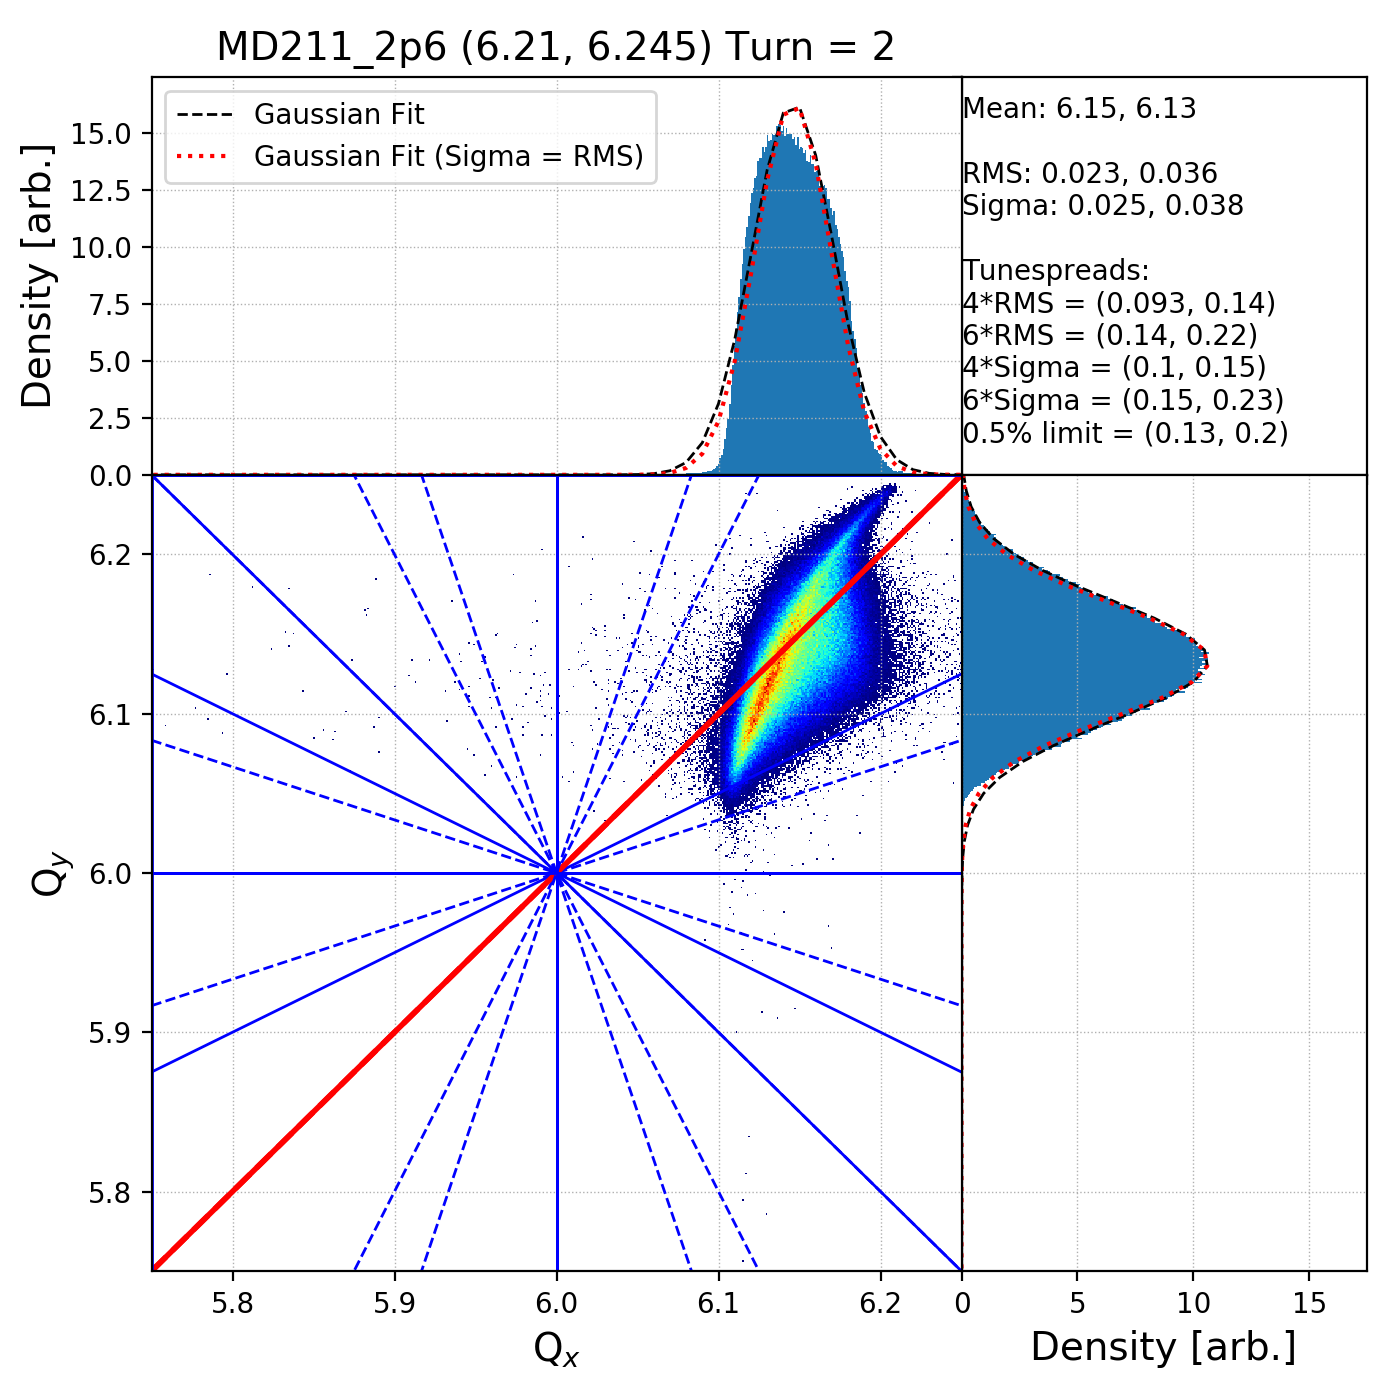 MD211_2p6 (6.21, 6.245) Turn = 2
Gaussian Fit
Gaussian Fit (Sigma = RMS)
Density [arb.]
15.0
12.5
10.0
7.5
5.0
2.5
0.0
Mean: 6.15, 6.13
RMS: 0.023, 0.036
Sigma: 0.025, 0.038
Tunespreads:
4*RMS = (0.093, 0.14)
6*RMS = (0.14, 0.22)
4*Sigma = (0.1, 0.15)
6*Sigma = (0.15, 0.23)
0.5% limit = (0.13, 0.2)
Qy
6.2
6.1
6.0
5.9
5.8
5.8 5.9 6.0 6.1 6.2
Qx
0 5 10 15
Density [arb.]